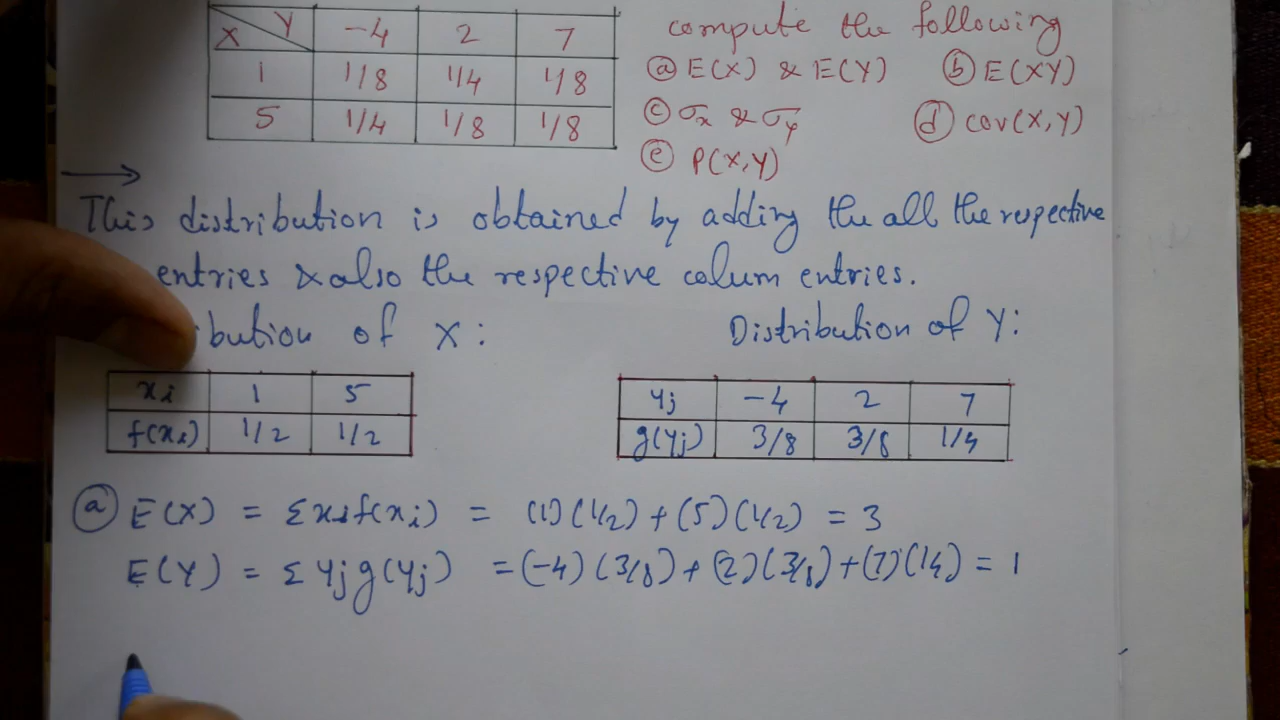 X Y -4 2 7
1 1/8 1/4 1/8
5 1/4 1/8 1/8
compute the following
ⓐ E(X) & E(Y) ⓑ E(XY)
ⓒ σx & σy ⓓ cov(X,Y)
ⓔ ρ(X,Y)
This distribution is obtained by adding the all the respective
entries & also the respective colum entries.
ibution of X: Distribution of Y:
xi 1 5
f(xi) 1/2 1/2
yj -4 2 7
g(yj) 3/8 3/8 1/4
ⓐ E(X) = Σxif(xi) = (1)(1/2) + (5)(1/2) = 3
E(Y) = Σ yjg(yj) = (-4)(3/8) + (2)(3/8) + (7)(1/4) = 1